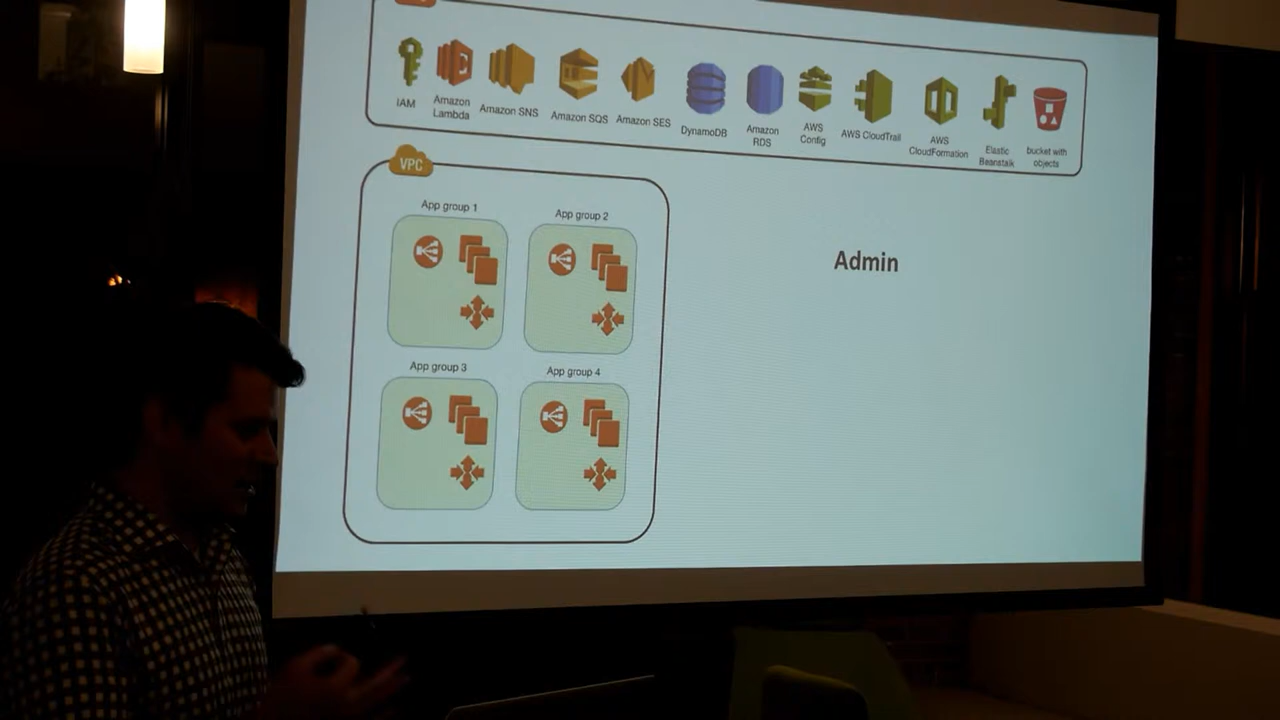 IAM
Amazon
Lambda
Amazon SNS
Amazon SQS
Amazon SES
DynamoDB
Amazon
RDS
AWS
Config
AWS CloudTrail
AWS
CloudFormation
Elastic
Beanstalk
bucket with
objects
VPC
App group 1
App group 2
Admin
App group 3
App group 4